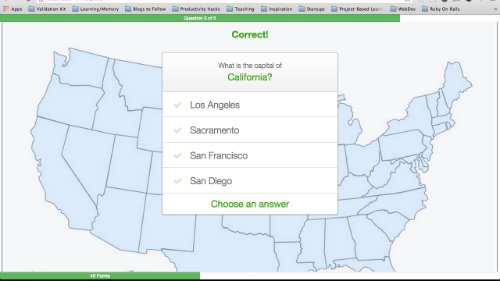 Apps Validation Kit Learning/Memory Blogs to Follow Productivity Hacks Teaching Inspiration Startups Project-Based Learn WebDev Ruby On Rails
Question 5 of 5
Correct!
What is the capital of
California?
Los Angeles
Sacramento
San Francisco
San Diego
Choose an answer
40 Points